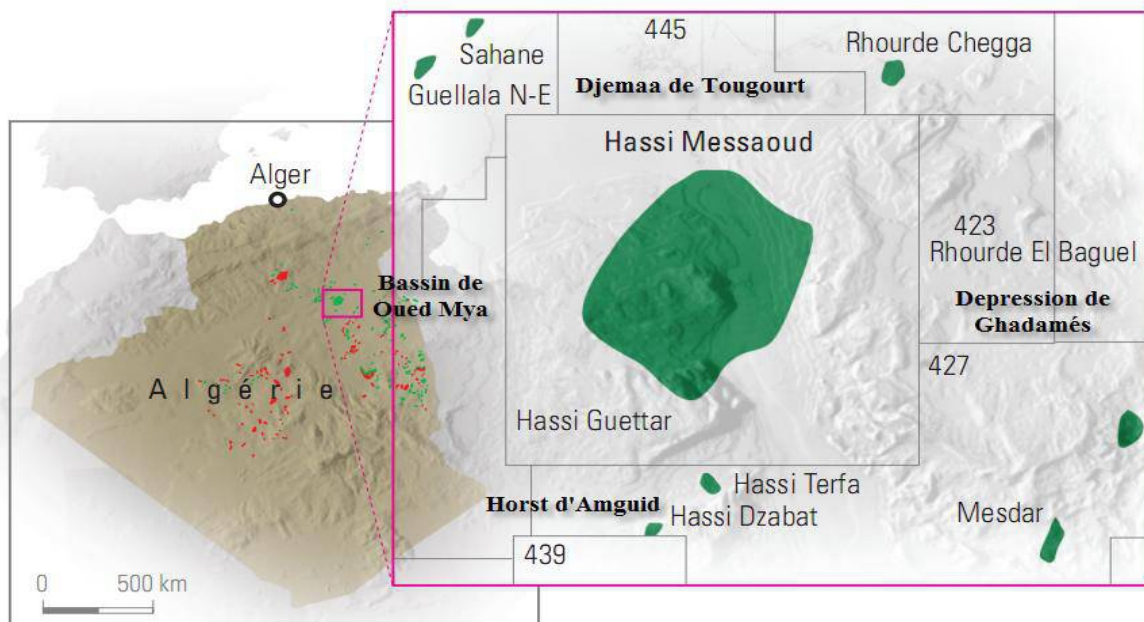 Alger
Algérie
0 500 km
Sahane
Guellala N-E
445
Djemaa de Tougourt
Rhourde Chegga
Hassi Messaoud
Bassin de
Oued Mya
423
Rhourde El Baguel
Depression de
Ghadamés
427
Hassi Guettar
Horst d'Amguid
Hassi Terfa
Hassi Dzabat
Mesdar
439